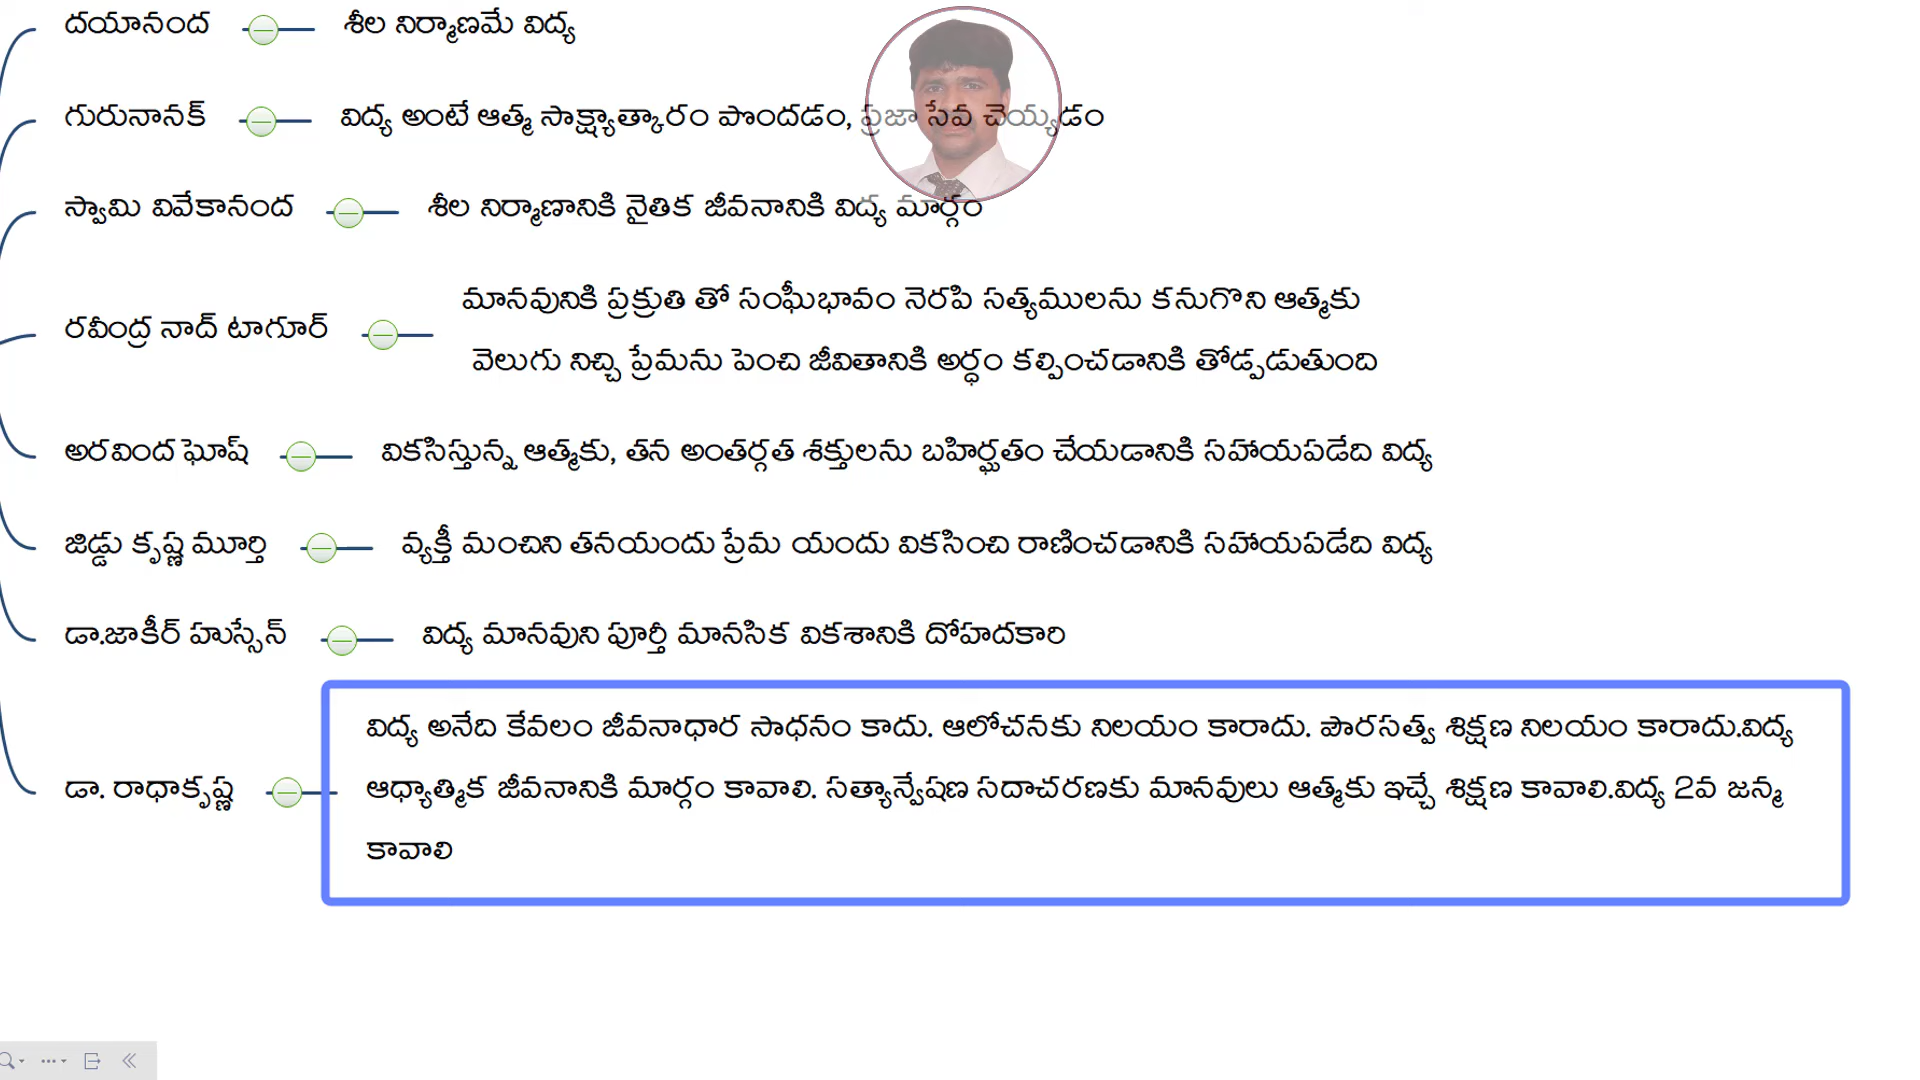 దయానంద శీల నిర్మాణమే విద్య
గురునానక్ విద్య అంటే ఆత్మ సాక్ష్యాత్కారం పొందడం, ప్రజా సేవ చెయ్యడం
స్వామి వివేకానంద శీల నిర్మాణానికి నైతిక జీవనానికి విద్య మార్గం
మానవునికి ప్రక్రుతి తో సంఘీభావం నెరపి సత్యములను కనుగొని ఆత్మకు
రవీంద్ర నాద్ టాగూర్
వెలుగు నిచ్చి ప్రేమను పెంచి జీవితానికి అర్ధం కల్పించడానికి తోడ్పడుతుంది
అరవింద ఘోష్ వికసిస్తున్న ఆత్మకు, తన అంతర్గత శక్తులను బహిర్ఘతం చేయడానికి సహాయపడేది విద్య
జిడ్డు కృష్ణ మూర్తి వ్యక్తీ మంచిని తనయందు ప్రేమ యందు వికసించి రాణించడానికి సహాయపడేది విద్య
డా.జాకీర్ హుస్సేన్ విద్య మానవుని పూర్తీ మానసిక వికశానికి దోహదకారి
విద్య అనేది కేవలం జీవనాధార సాధనం కాదు. ఆలోచనకు నిలయం కారాదు. పౌరసత్వ శిక్షణ నిలయం కారాదు.విద్య
డా. రాధాకృష్ణ ఆధ్యాత్మిక జీవనానికి మార్గం కావాలి. సత్యాన్వేషణ సదాచరణకు మానవులు ఆత్మకు ఇచ్చే శిక్షణ కావాలి.విద్య 2వ జన్మ
కావాలి